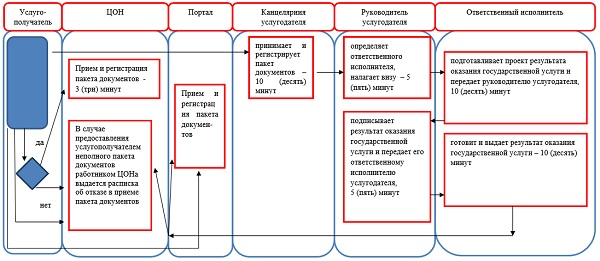 Услуго-
получатель
ЦОН
Портал
Канцелярия
услугодателя
Руководитель
услугодателя
Ответственный исполнитель
Прием и регистрация
пакета документов -
3 (три) минут
да
нет
В случае
предоставления
услугополучателем
неполного пакета
документов
работником ЦОНа
выдается расписка
об отказе в приеме
пакета документов
Прием и
регистрац
ия пакета
докумен-
тов
принимает и
регистрирует
пакет
документов –
10 (десять)
минут
определяет
ответственного
исполнителя,
налагает визу – 5
(пять) минут
подписывает
результат оказания
государственной
услуги и передает его
ответственному
исполнителю
услугодателя,
5 (пять) минут
подготавливает проект результата
оказания государственной услуги и
передает руководителю услугодателя,
10 (десять) минут
готовит и выдает результат оказания
государственной услуги – 10 (десять)
минут